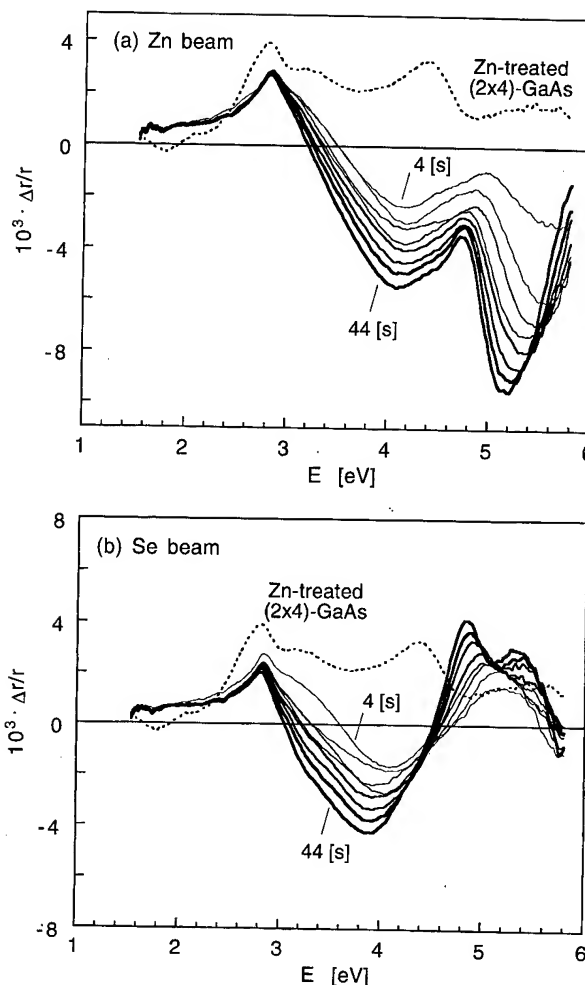 (a) Zn beam
Zn-treated
(2x4)-GaAs
4 [s]
44 [s]
10³· Δr/r
4
0
-4
-8
1 2 3 4 5 6
E [eV]
(b) Se beam
Zn-treated
(2x4)-GaAs
4 [s]
44 [s]
10³· Δr/r
8
4
0
-4
-8
1 2 3 4 5 6
E [eV]